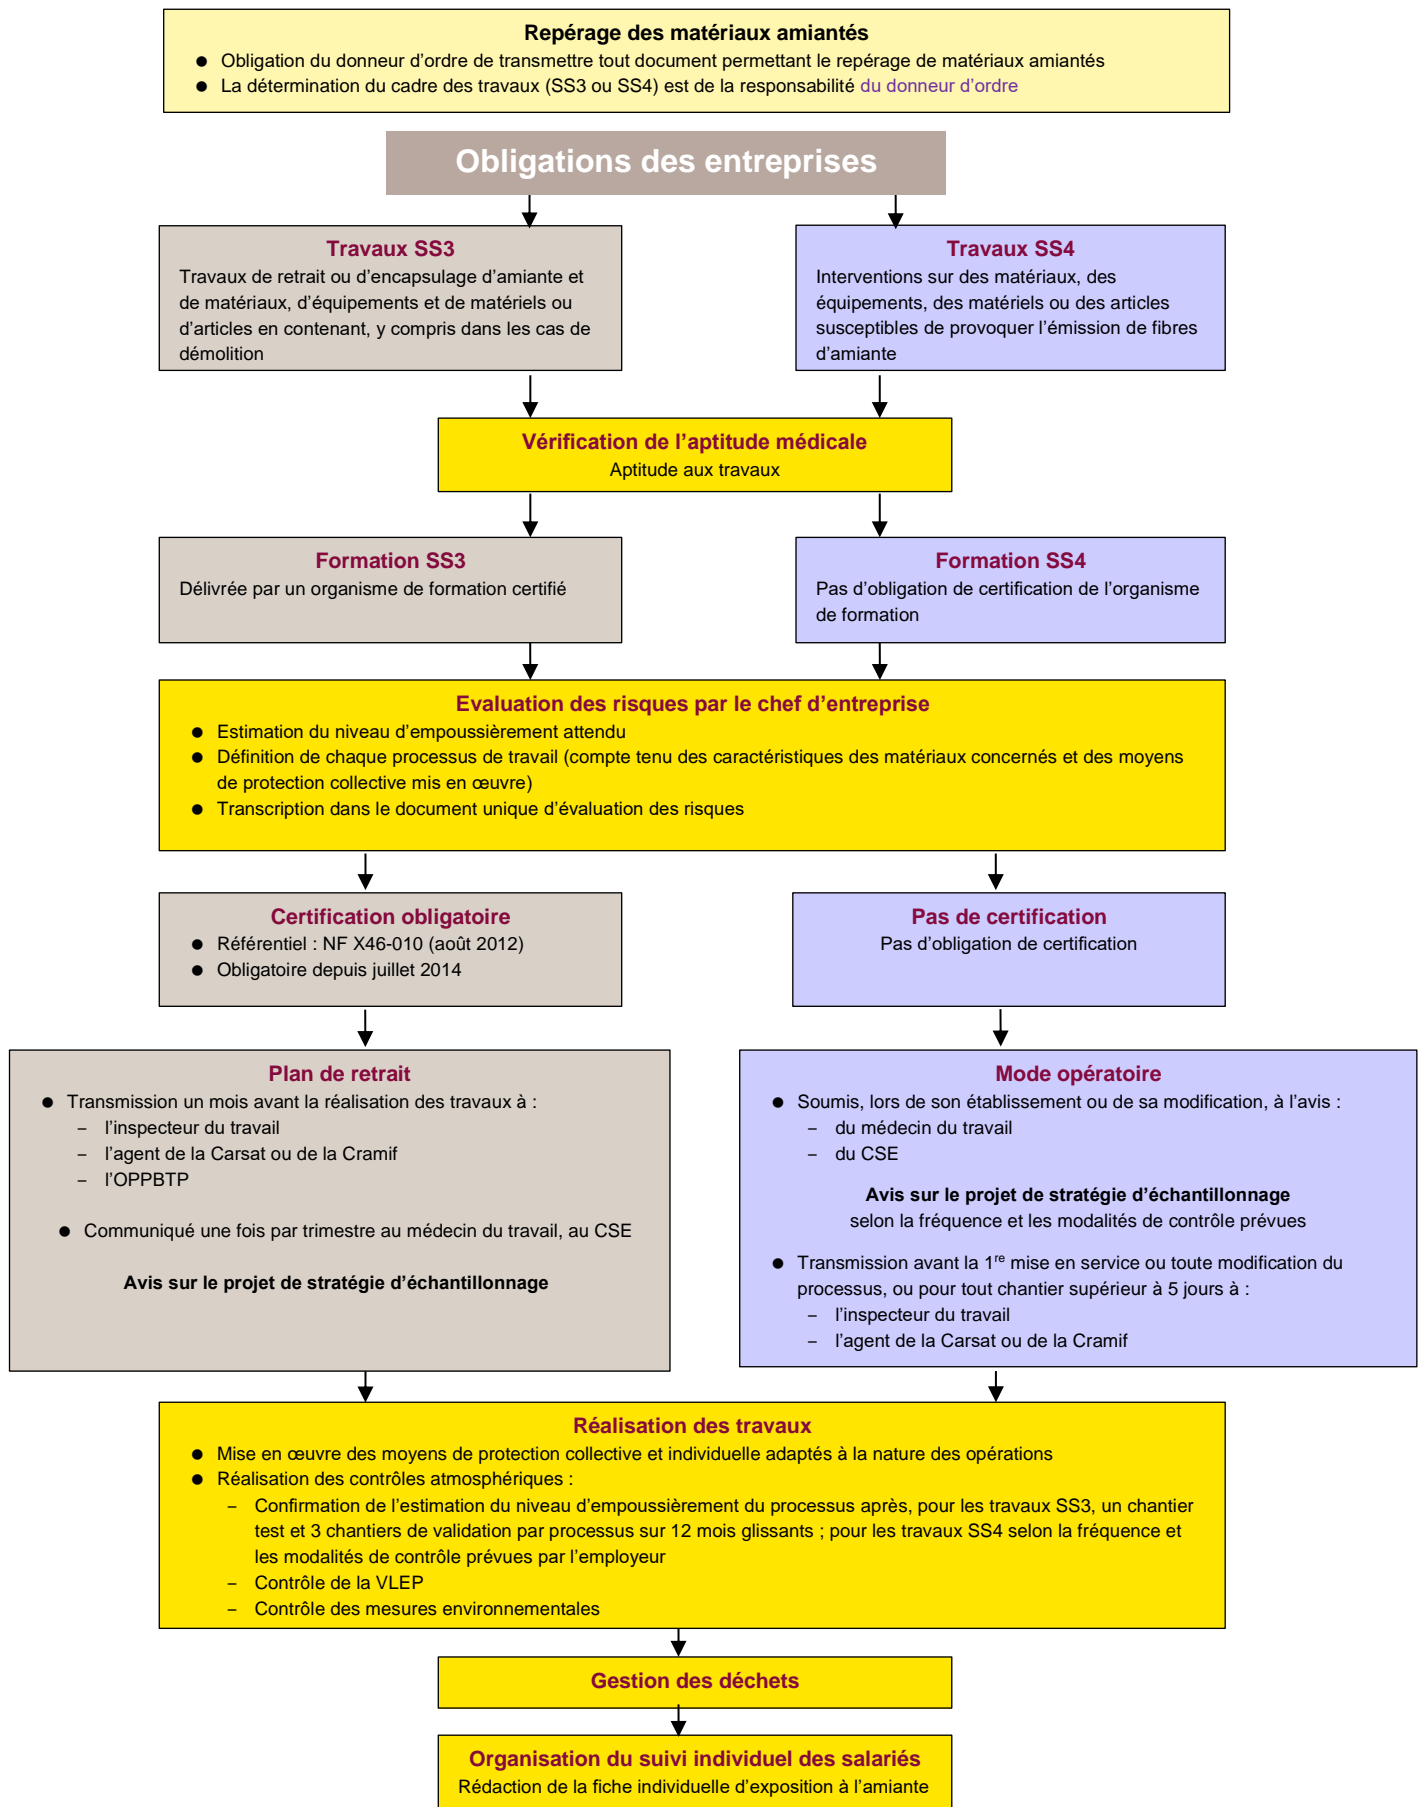 Repérage des matériaux amiantés
● Obligation du donneur d’ordre de transmettre tout document permettant le repérage de matériaux amiantés
● La détermination du cadre des travaux (SS3 ou SS4) est de la responsabilité du donneur d’ordre
Obligations des entreprises
Travaux SS3
Travaux de retrait ou d’encapsulage d’amiante et
de matériaux, d’équipements et de matériels ou
d’articles en contenant, y compris dans les cas de
démolition
Travaux SS4
Interventions sur des matériaux, des
équipements, des matériels ou des articles
susceptibles de provoquer l’émission de fibres
d’amiante
Vérification de l’aptitude médicale
Aptitude aux travaux
Formation SS3
Délivrée par un organisme de formation certifié
Formation SS4
Pas d’obligation de certification de l’organisme
de formation
Evaluation des risques par le chef d’entreprise
● Estimation du niveau d’empoussièrement attendu
● Définition de chaque processus de travail (compte tenu des caractéristiques des matériaux concernés et des moyens
de protection collective mis en œuvre)
● Transcription dans le document unique d’évaluation des risques
Certification obligatoire
● Référentiel : NF X46-010 (août 2012)
● Obligatoire depuis juillet 2014
Pas de certification
Pas d’obligation de certification
Plan de retrait
● Transmission un mois avant la réalisation des travaux à :
– l’inspecteur du travail
– l’agent de la Carsat ou de la Cramif
– l’OPPBTP
● Communiqué une fois par trimestre au médecin du travail, au CSE
Avis sur le projet de stratégie d’échantillonnage
Mode opératoire
● Soumis, lors de son établissement ou de sa modification, à l’avis :
– du médecin du travail
– du CSE
Avis sur le projet de stratégie d’échantillonnage
selon la fréquence et les modalités de contrôle prévues
● Transmission avant la 1re mise en service ou toute modification du
processus, ou pour tout chantier supérieur à 5 jours à :
– l’inspecteur du travail
– l’agent de la Carsat ou de la Cramif
Réalisation des travaux
● Mise en œuvre des moyens de protection collective et individuelle adaptés à la nature des opérations
● Réalisation des contrôles atmosphériques :
– Confirmation de l’estimation du niveau d’empoussièrement du processus après, pour les travaux SS3, un chantier
test et 3 chantiers de validation par processus sur 12 mois glissants ; pour les travaux SS4 selon la fréquence et
les modalités de contrôle prévues par l’employeur
– Contrôle de la VLEP
– Contrôle des mesures environnementales
Gestion des déchets
Organisation du suivi individuel des salariés
Rédaction de la fiche individuelle d’exposition à l’amiante